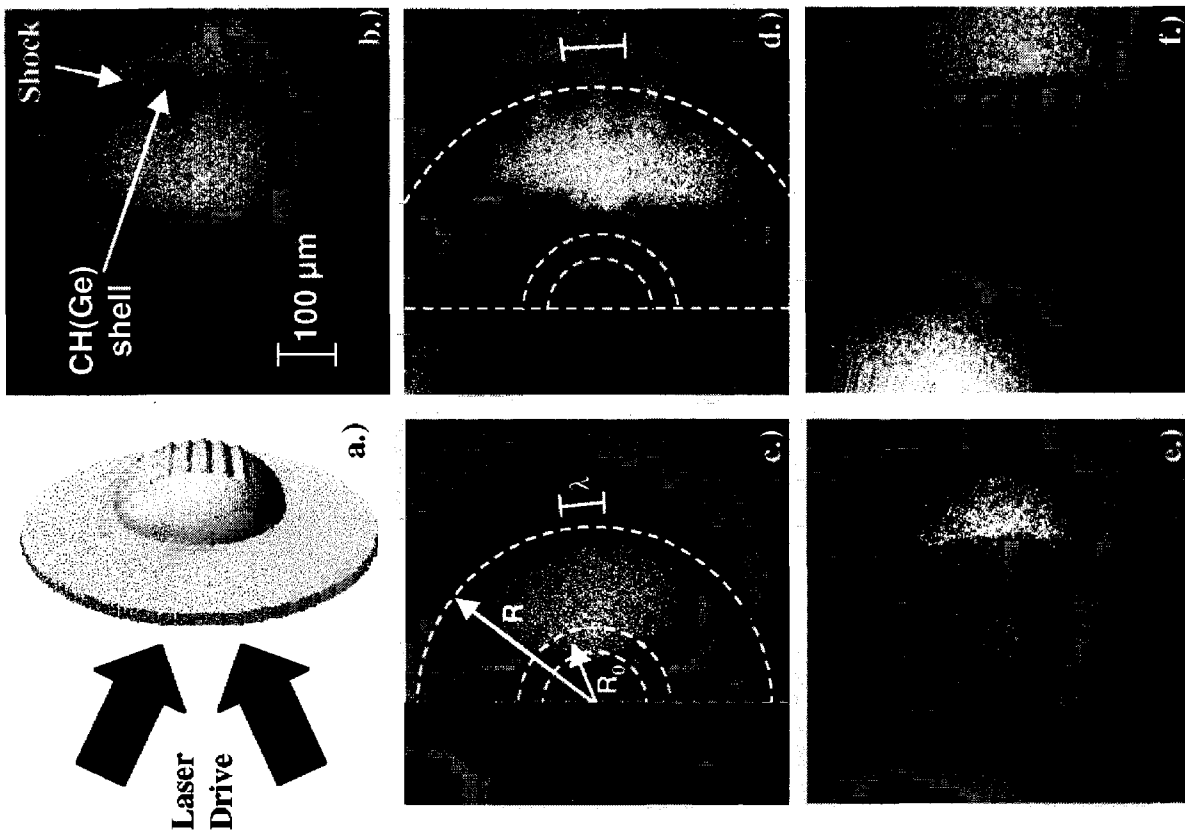 Laser
Drive
a.)
Shock
CH(Ge)
shell
100 μm
b.)
R
R₀
λ
c.)
d.)
e.)
f.)